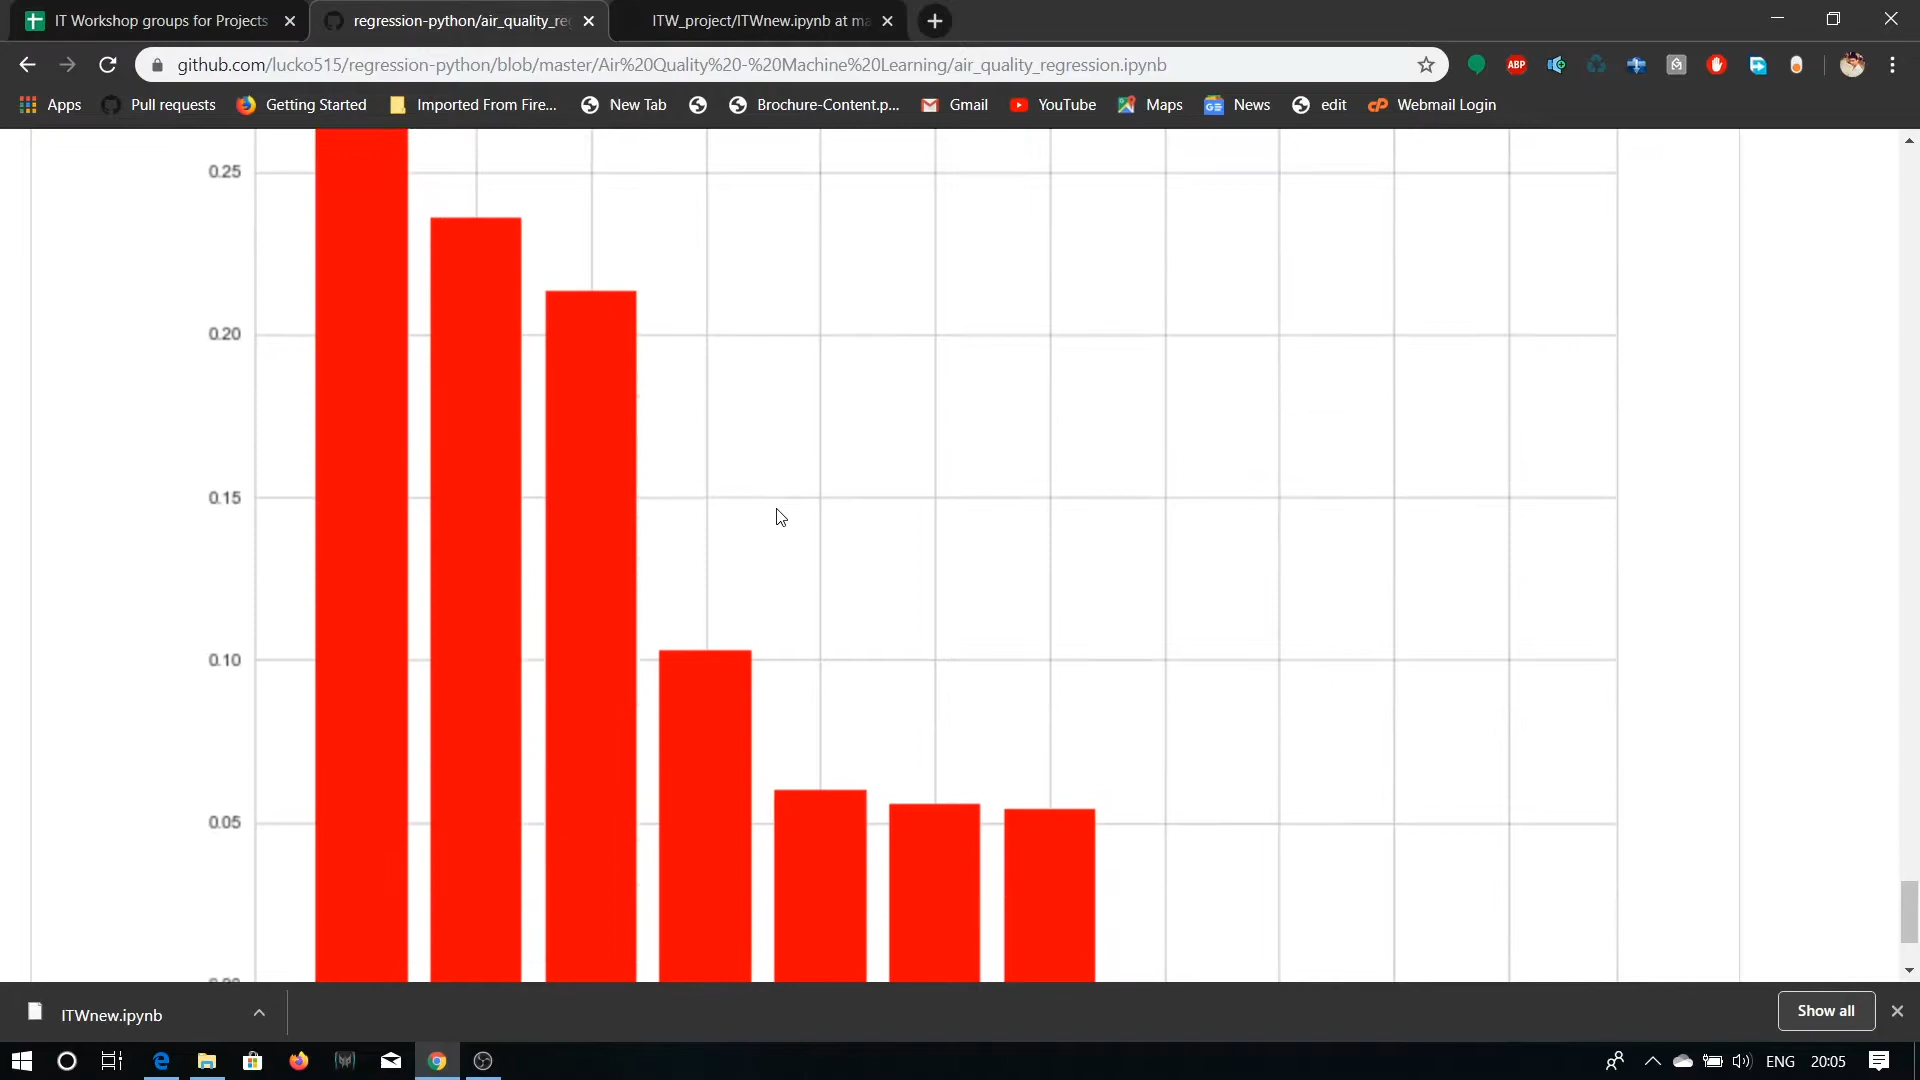 IT Workshop groups for Projects
regression-python/air_quality_re
ITW_project/ITWnew.ipynb at ma
github.com/lucko515/regression-python/blob/master/Air%20Quality%20-%20Machine%20Learning/air_quality_regression.ipynb
ABP
Apps
Pull requests
Getting Started
Imported From Fire...
New Tab
Brochure-Content.p...
Gmail
YouTube
Maps
News
edit
Webmail Login
0.25
0.20
0.15
0.10
0.05
ITWnew.ipynb
Show all
ENG
20:05